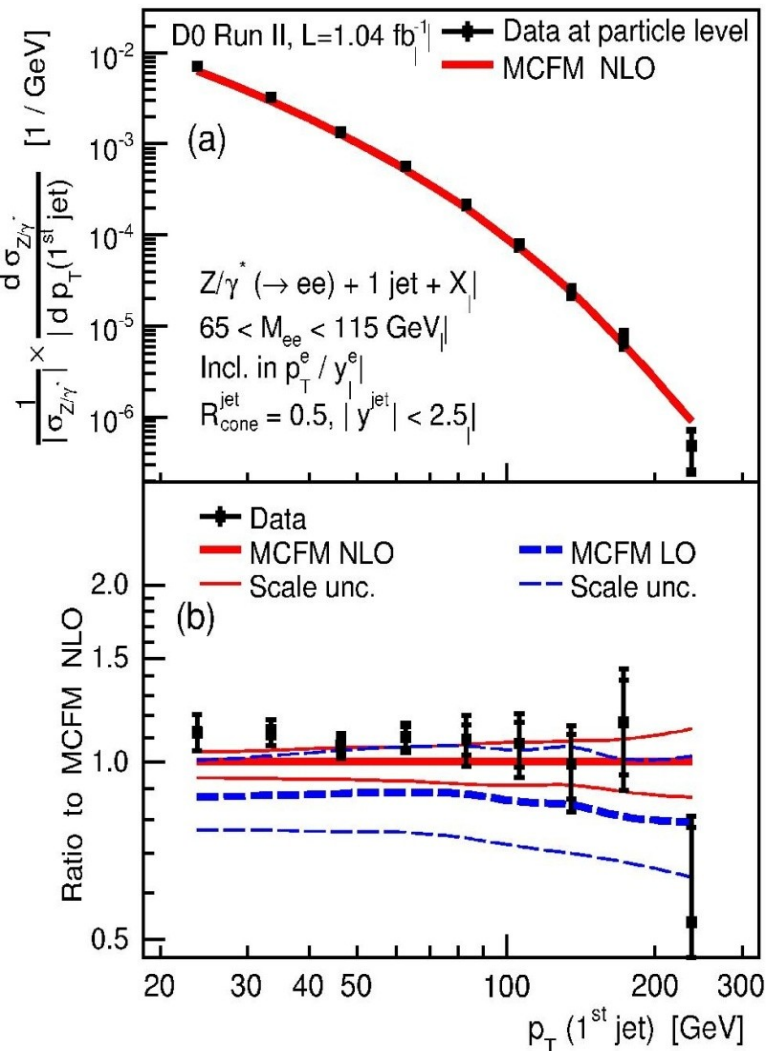 D0 Run II, L=1.04 fb⁻¹
Data at particle level
MCFM NLO
(a)
10⁻²
10⁻³
10⁻⁴
10⁻⁵
10⁻⁶
1 / |σ_Z/γ*| × d σ_Z/γ* / |d p_T(1ˢᵗ jet) [1 / GeV]
Z/γ* (→ ee) + 1 jet + X|
65 < M_ee < 115 GeV|
Incl. in p_T^e / y^e|
R_cone^jet = 0.5, | y^jet | < 2.5|
Data
MCFM NLO
MCFM LO
Scale unc.
Scale unc.
(b)
2.0
1.5
1.0
0.5
Ratio to MCFM NLO
20 30 40 50 100 200 300
p_T (1ˢᵗ jet) [GeV]